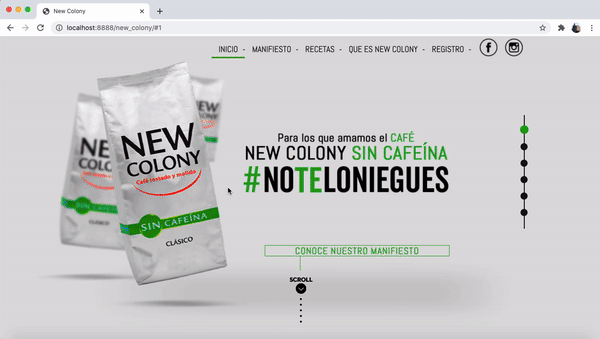 New Colony
localhost:8888/new_colony/#1
INICIO - MANIFIESTO - RECETAS - QUE ES NEW COLONY - REGISTRO -
NEW
COLONY
Café tostado y molido
SIN CAFEÍNA
CLÁSICO
Para los que amamos el CAFÉ
NEW COLONY SIN CAFEÍNA
#NOTELONIEGUES
CONOCE NUESTRO MANIFIESTO
SCROLL